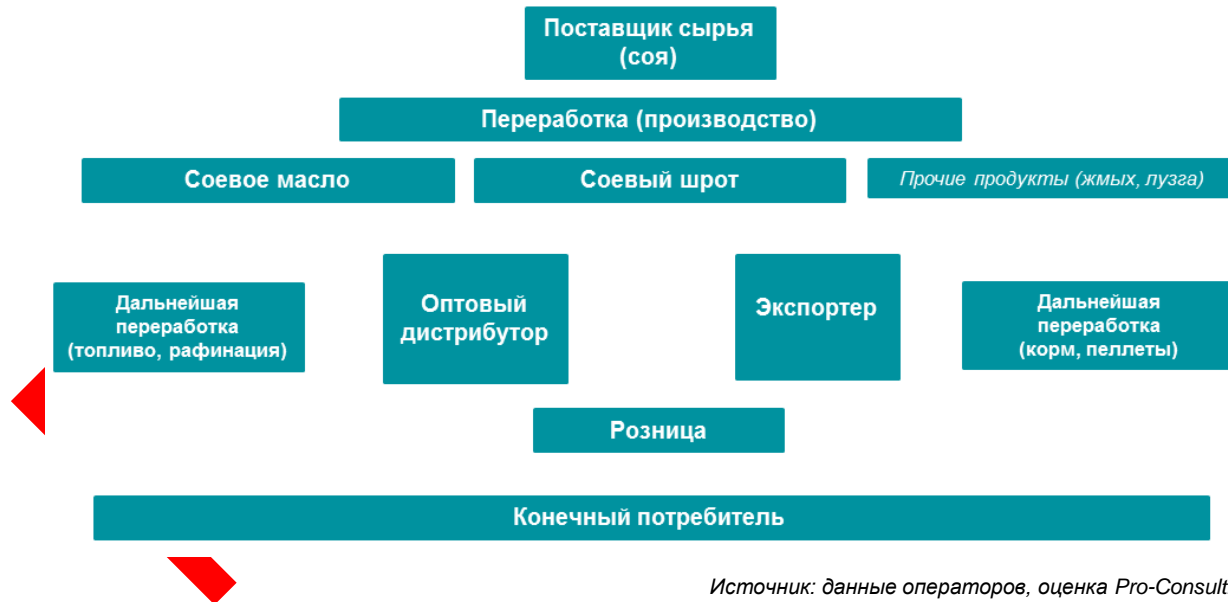 Поставщик сырья
(соя)
Переработка (производство)
Соевое масло
Соевый шрот
Прочие продукты (жмых, лузга)
Дальнейшая
переработка
(топливо, рафинация)
Оптовый
дистрибутор
Экспортер
Дальнейшая
переработка
(корм, пеллеты)
Розница
Конечный потребитель
Источник: данные операторов, оценка Pro-Consult